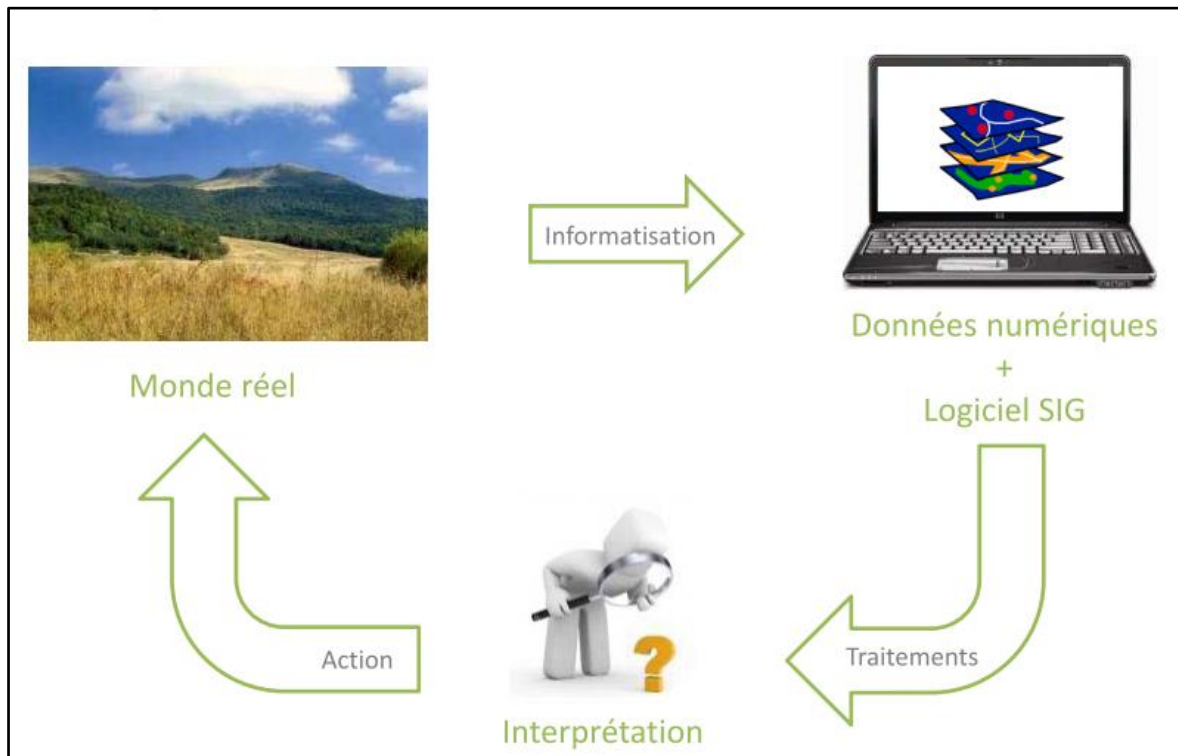 Informatisation
Données numériques
+
Logiciel SIG
Monde réel
Traitements
Interprétation
Action
?